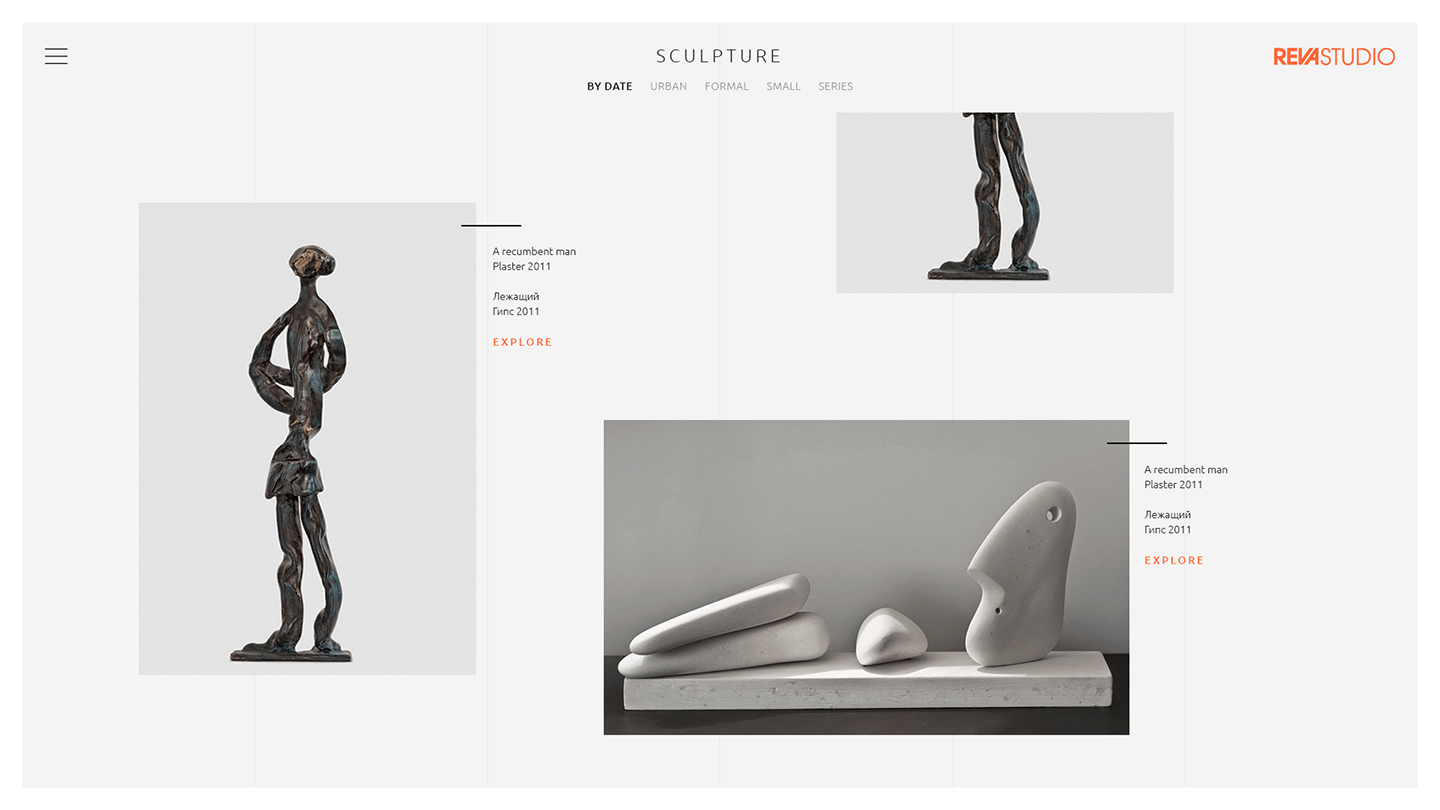 SCULPTURE
REVASTUDIO
BY DATE URBAN FORMAL SMALL SERIES
A recumbent man
Plaster 2011
Лежащий
Гипс 2011
EXPLORE
A recumbent man
Plaster 2011
Лежащий
Гипс 2011
EXPLORE